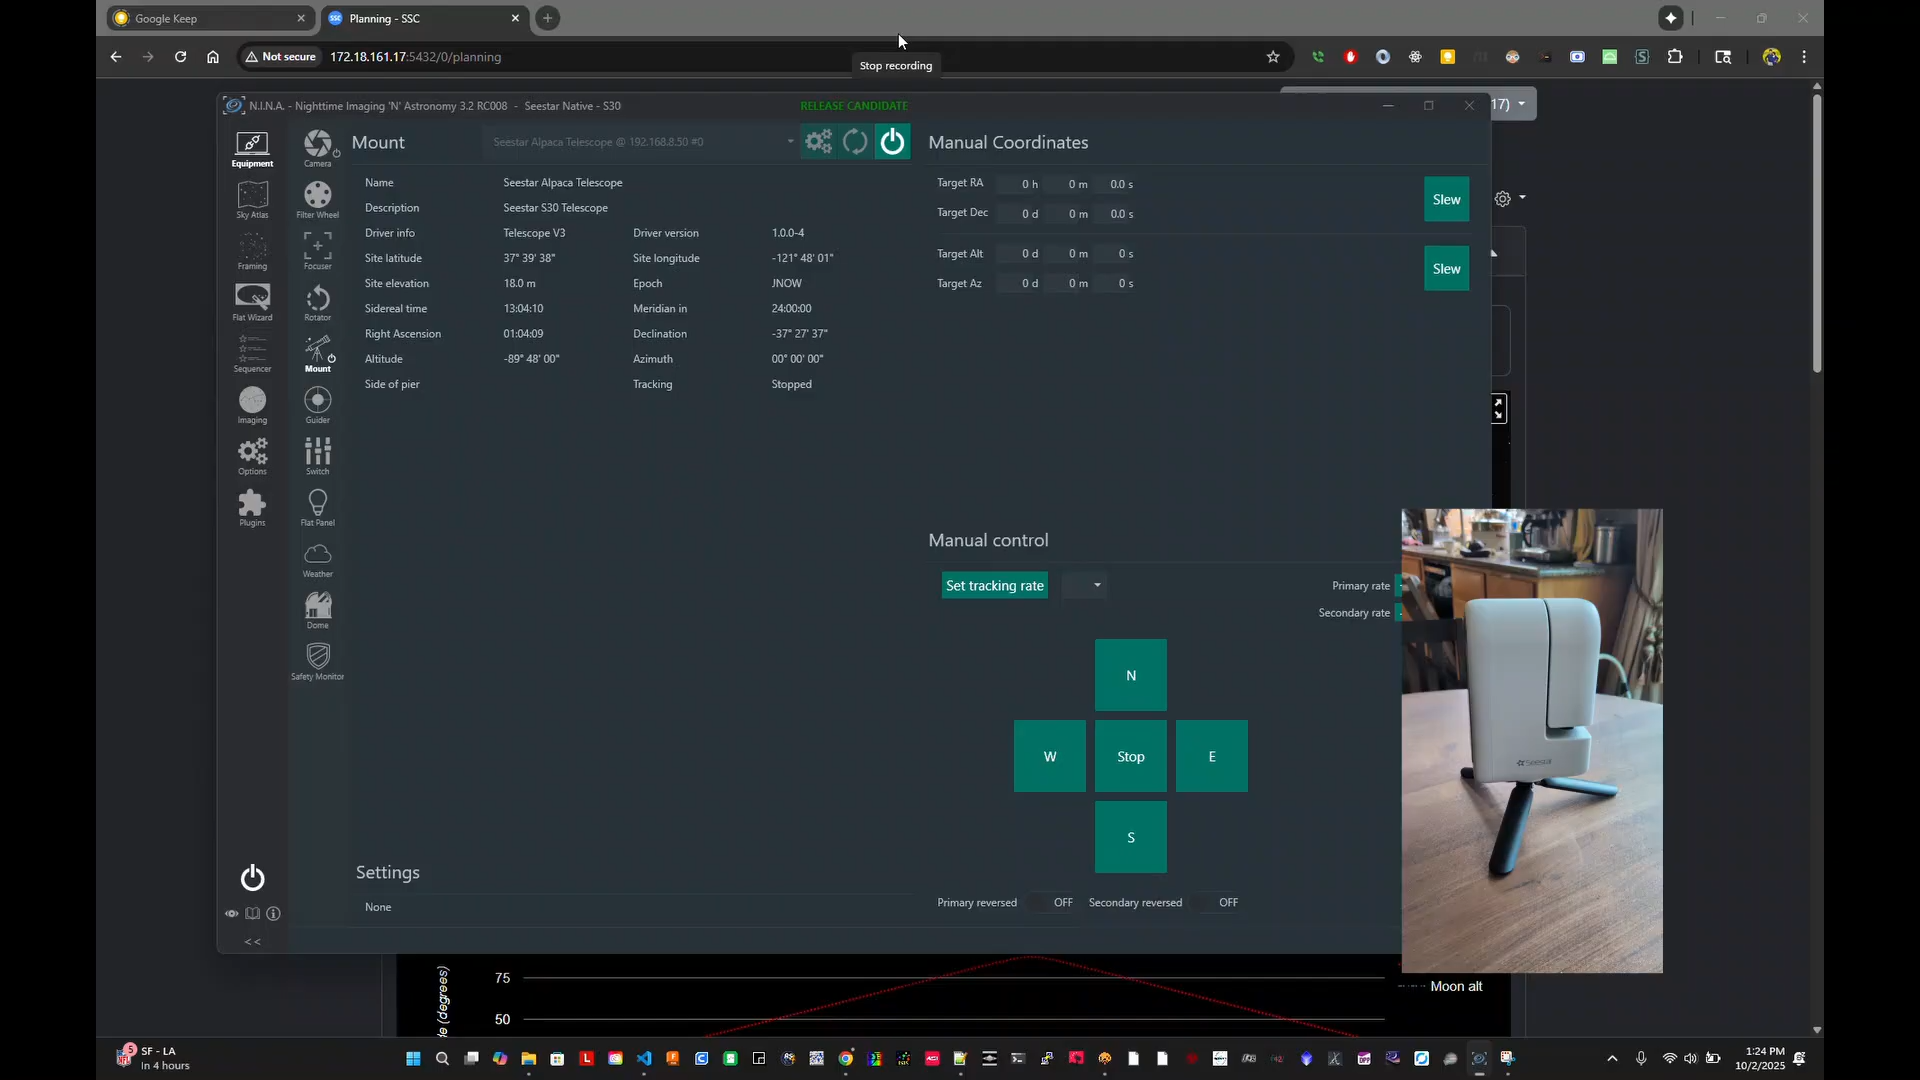 Google Keep
Planning - SSC
Not secure
172.18.161.17:5432/0/planning
Stop recording
N.I.N.A. - Nighttime Imaging 'N' Astronomy 3.2 RC008 - Seestar Native - S30
RELEASE CANDIDATE
17)
Equipment
Sky Atlas
Framing
Flat Wizard
Sequencer
Imaging
Options
Plugins
<<
Camera
Filter Wheel
Focuser
Rotator
Mount
Guider
Switch
Flat Panel
Weather
Dome
Safety Monitor
Mount
Seestar Alpaca Telescope @ 192.168.8.50 #0
Name Seestar Alpaca Telescope
Description Seestar S30 Telescope
Driver info Telescope V3 Driver version 1.0.0-4
Site latitude 37° 39' 38" Site longitude -121° 48' 01"
Site elevation 18.0 m Epoch JNOW
Sidereal time 13:04:10 Meridian in 24:00:00
Right Ascension 01:04:09 Declination -37° 27' 37"
Altitude -89° 48' 00" Azimuth 00° 00' 00"
Side of pier Tracking Stopped
Settings
None
Manual Coordinates
Target RA 0 h 0 m 0.0 s
Target Dec 0 d 0 m 0.0 s
Slew
Target Alt 0 d 0 m 0 s
Target Az 0 d 0 m 0 s
Slew
Manual control
Set tracking rate
Primary rate
Secondary rate
N
W Stop E
S
Primary reversed OFF Secondary reversed OFF
Seestar
75
50
de (degrees)
Moon alt
5
SF - LA
In 4 hours
1:24 PM
10/2/2025